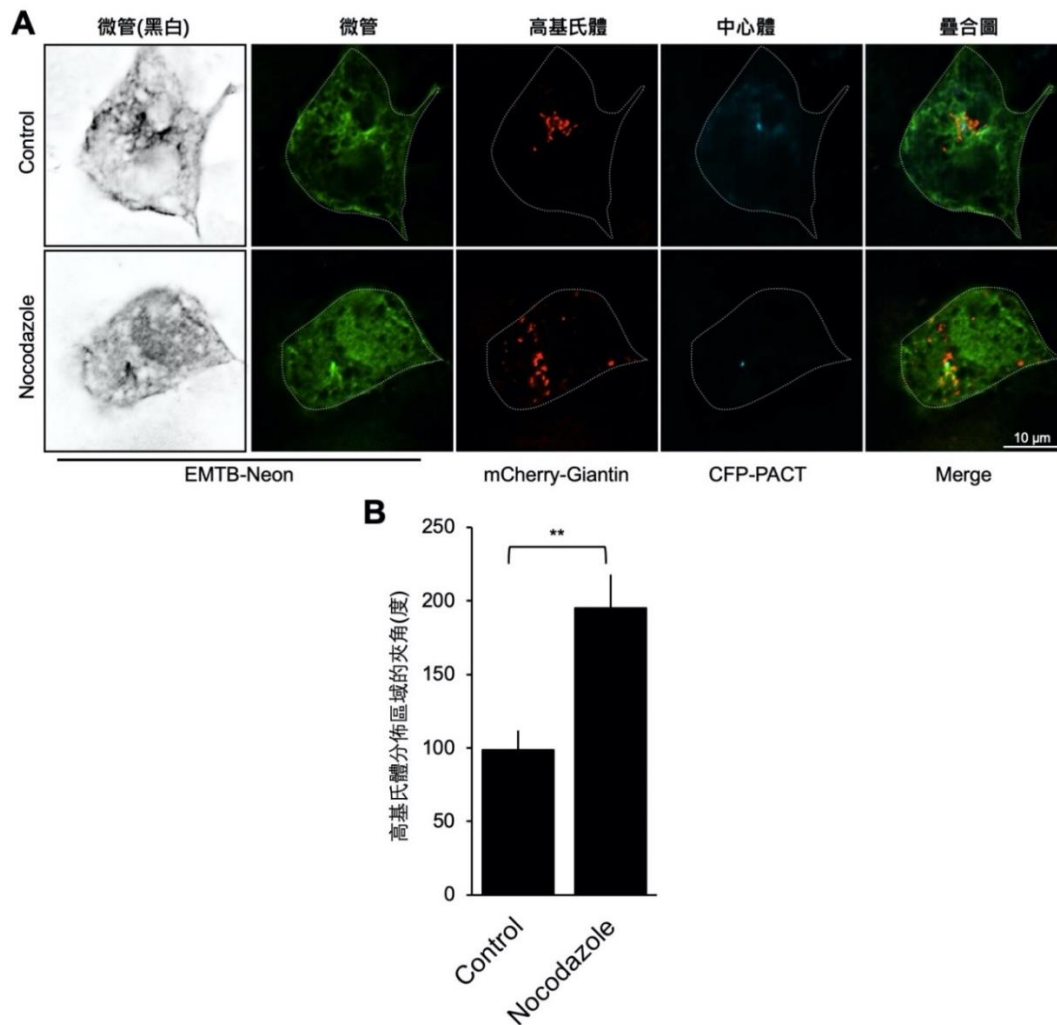 A
微管(黑白) 微管 高基氏體 中心體 疊合圖
Control
Nocodazole
10 μm
EMTB-Neon mCherry-Giantin CFP-PACT Merge
B
高基氏體分佈區域的夾角(度)
250
200
150
100
50
0
**
Control
Nocodazole